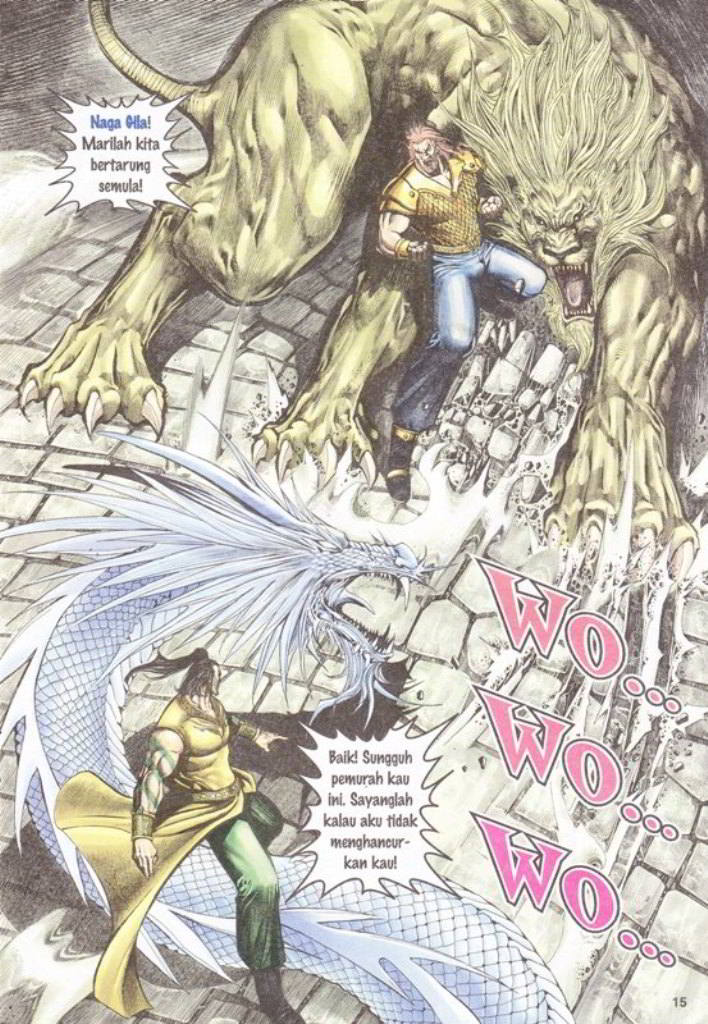 Naga Gila!
Marilah kita
bertarung
semula!
Baik! Sungguh
pemurah kau
ini. Sayanglah
kalau aku tidak
menghancur-
kan kau!
WO...
WO...
WO...
15